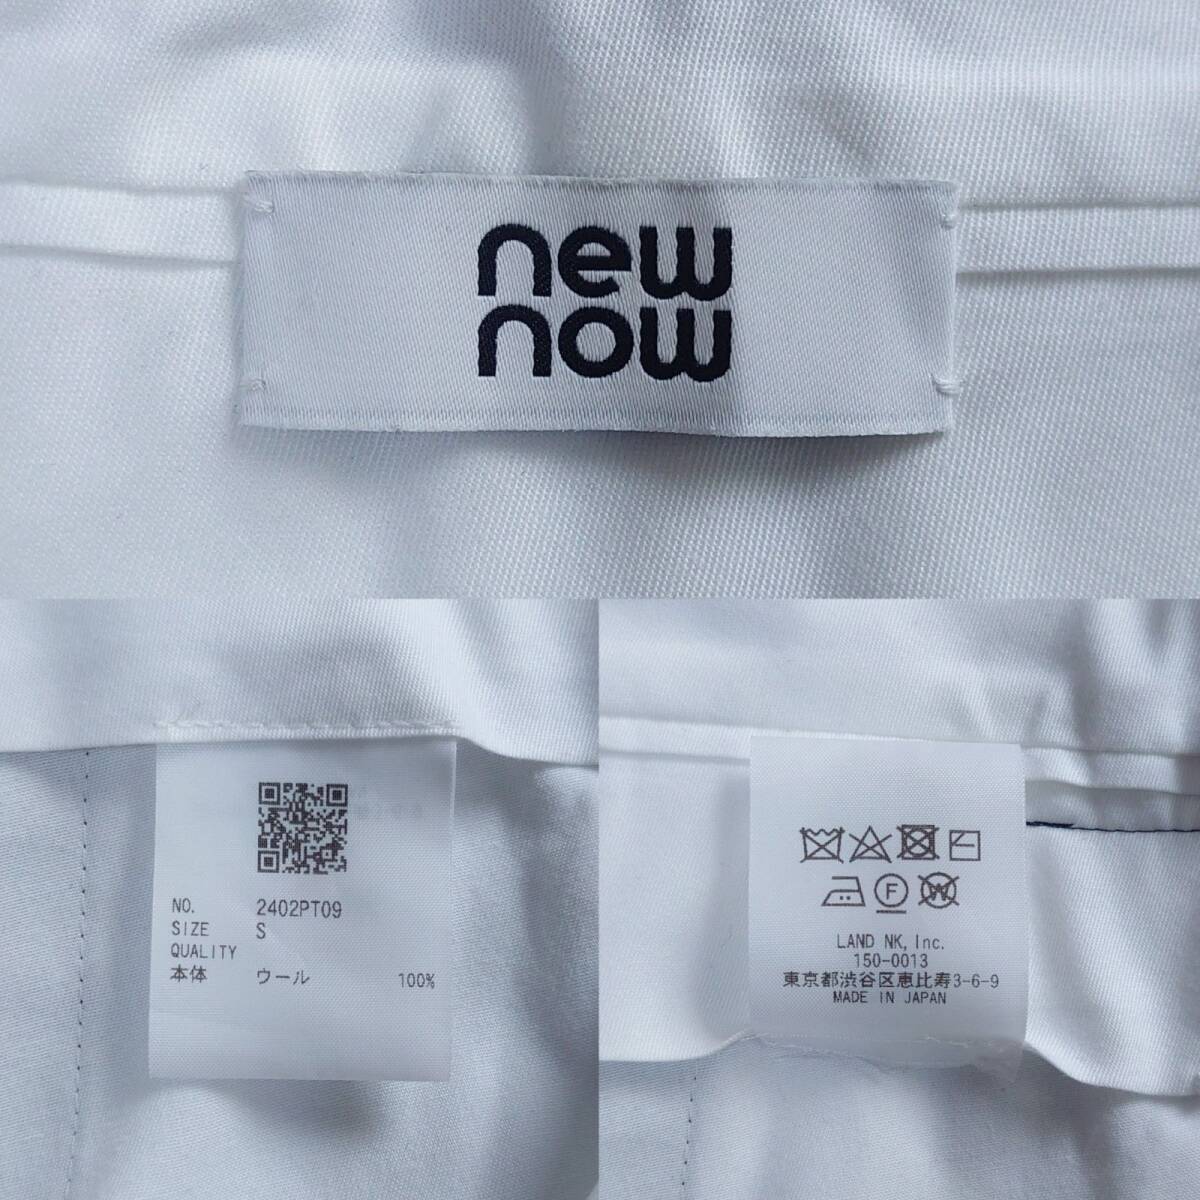 new
now
NO. 2402PT09
SIZE S
QUALITY
本体 ウール 100%
F
W
LAND NK, Inc.
150-0013
東京都渋谷区恵比寿3-6-9
MADE IN JAPAN